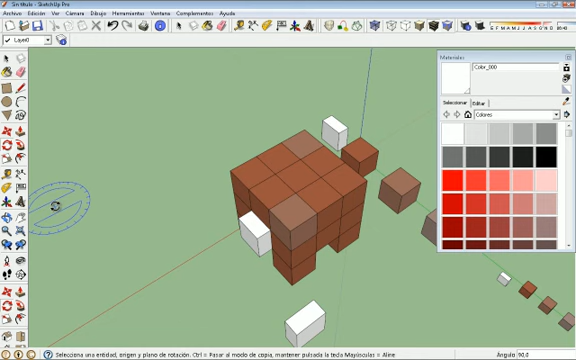 Sin título - SketchUp Pro
Archivo Edición Ver Cámara Dibujo Herramientas Ventana Complementos Ayuda
Layer0
E F M A M J J A S O N D
Materiales
Color_000
Seleccionar Editar
Colores
Selecciona una entidad, origen y plano de rotación. Ctrl = Pasar al modo de copia, mantener pulsada la tecla Mayúsculas = Aline
Ángulo 90,0